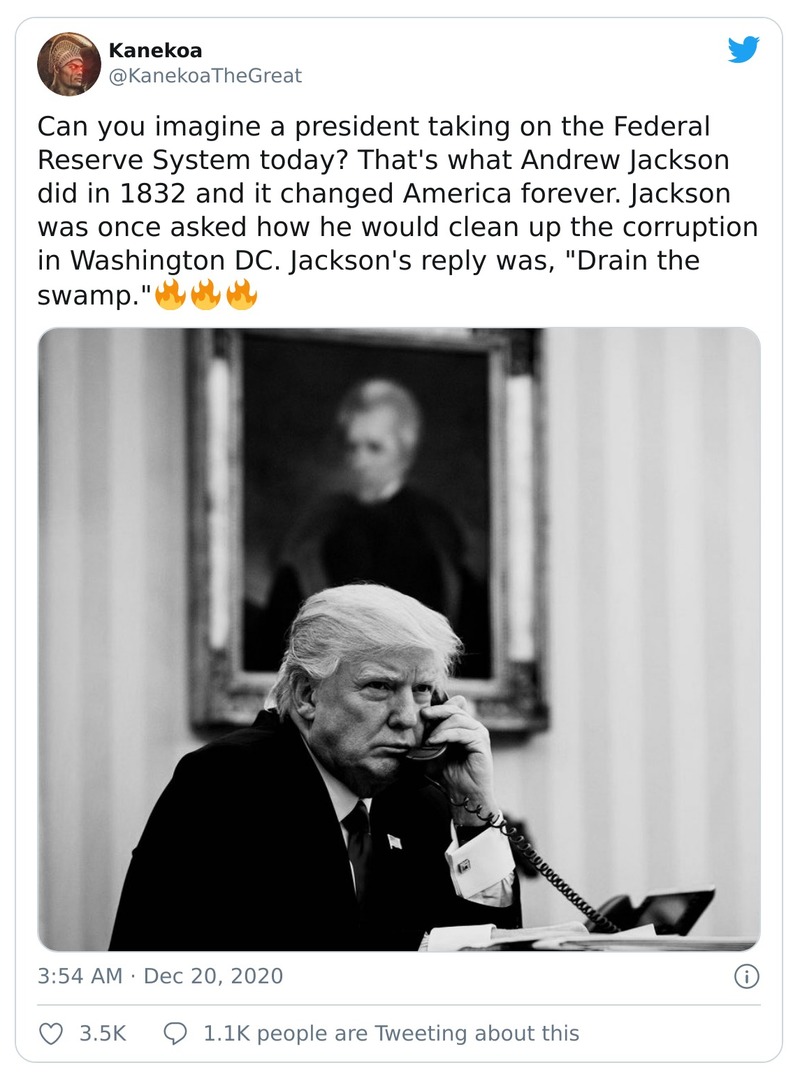 Kanekoa
@KanekoaTheGreat
Can you imagine a president taking on the Federal
Reserve System today? That's what Andrew Jackson
did in 1832 and it changed America forever. Jackson
was once asked how he would clean up the corruption
in Washington DC. Jackson's reply was, "Drain the
swamp."🔥🔥🔥
3:54 AM · Dec 20, 2020
3.5K
1.1K people are Tweeting about this